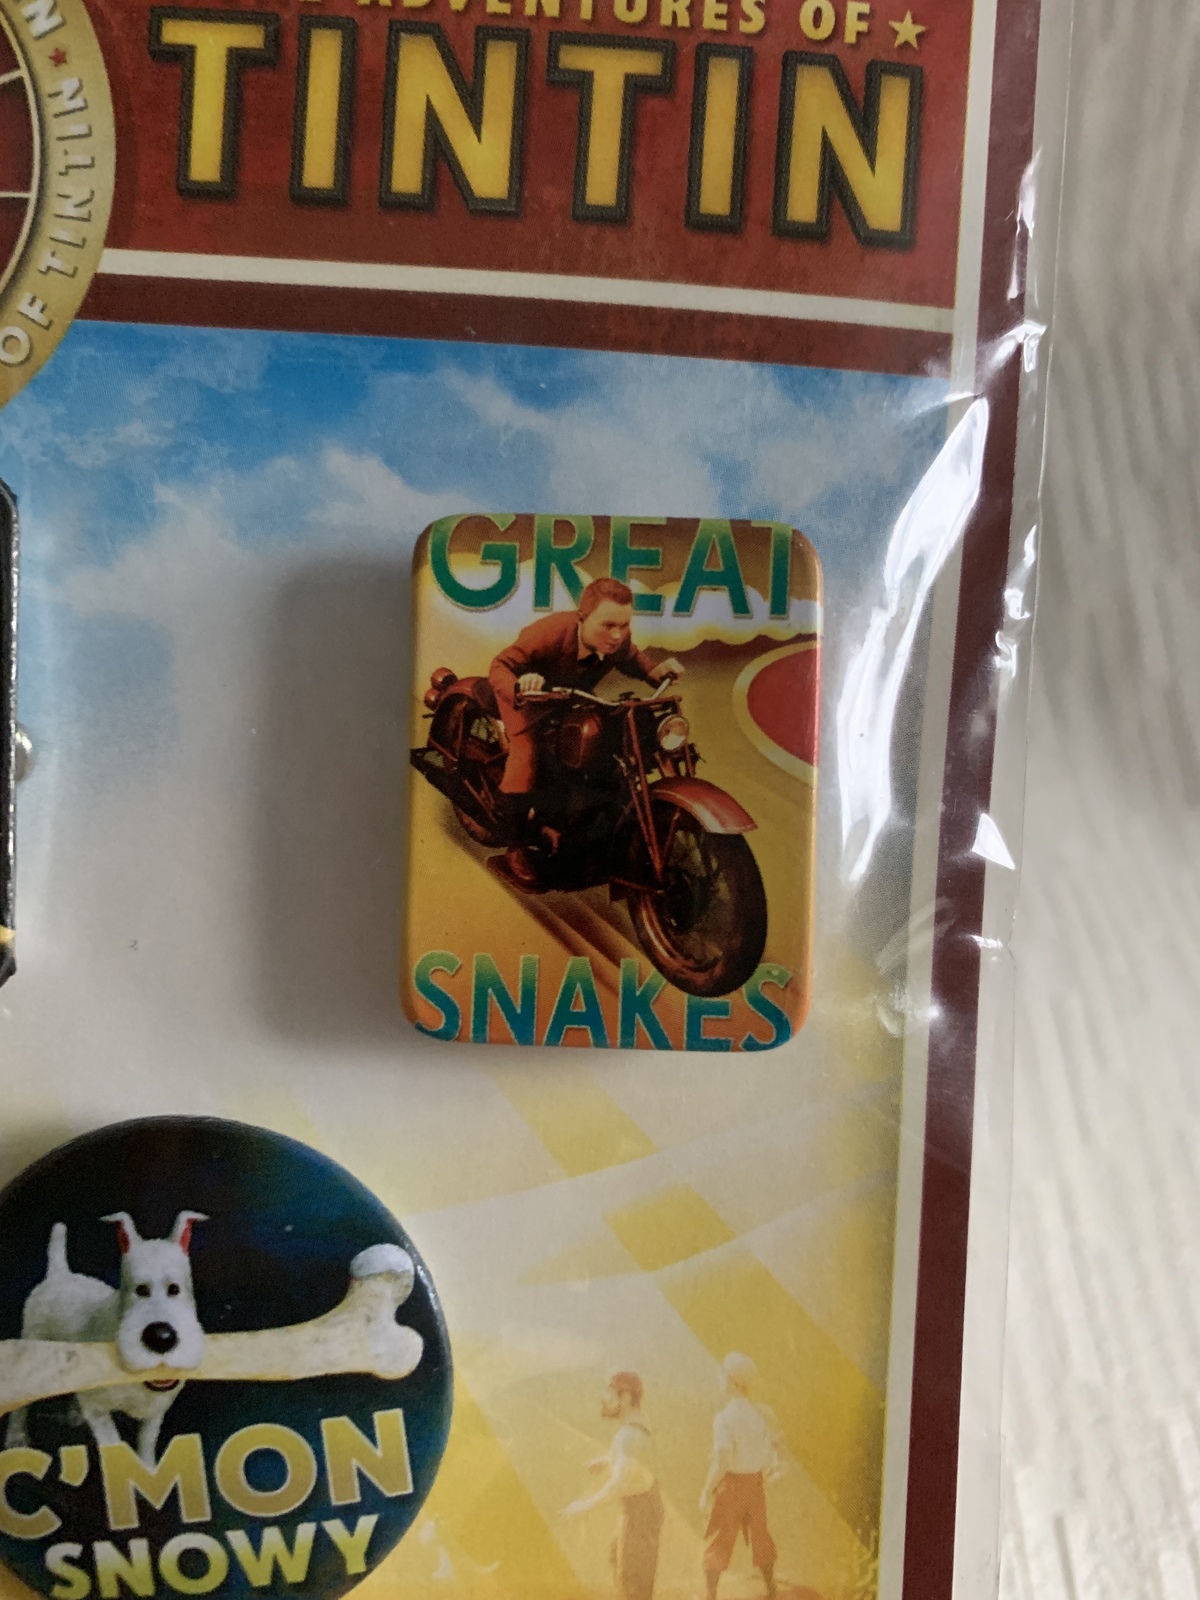 ADVENTURES OF
TINTIN
OF TINTIN
GREAT
SNAKES
C'MON
SNOWY